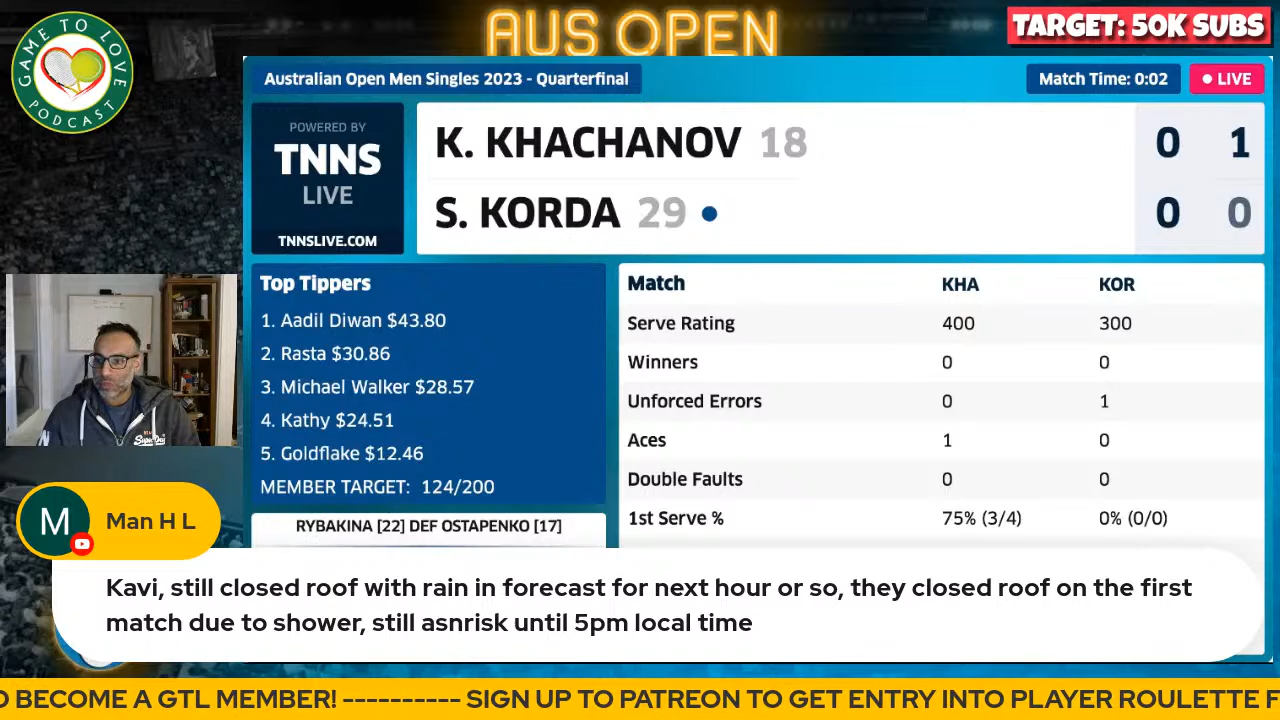 AUS OPEN
TARGET: 50K SUBS
GAME TO LOVE
PODCAST
Australian Open Men Singles 2023 - Quarterfinal
Match Time: 0:02
LIVE
POWERED BY
TNNS
LIVE
TNNSLIVE.COM
K. KHACHANOV 18 0 1
S. KORDA 29 0 0
Top Tippers
1. Aadil Diwan $43.80
2. Rasta $30.86
3. Michael Walker $28.57
4. Kathy $24.51
5. Goldflake $12.46
MEMBER TARGET: 124/200
RYBAKINA [22] DEF OSTAPENKO [17]
Match KHA KOR
Serve Rating 400 300
Winners 0 0
Unforced Errors 0 1
Aces 1 0
Double Faults 0 0
1st Serve % 75% (3/4) 0% (0/0)
M
Man H L
Kavi, still closed roof with rain in forecast for next hour or so, they closed roof on the first
match due to shower, still asnrisk until 5pm local time
O BECOME A GTL MEMBER! ---------- SIGN UP TO PATREON TO GET ENTRY INTO PLAYER ROULETTE F